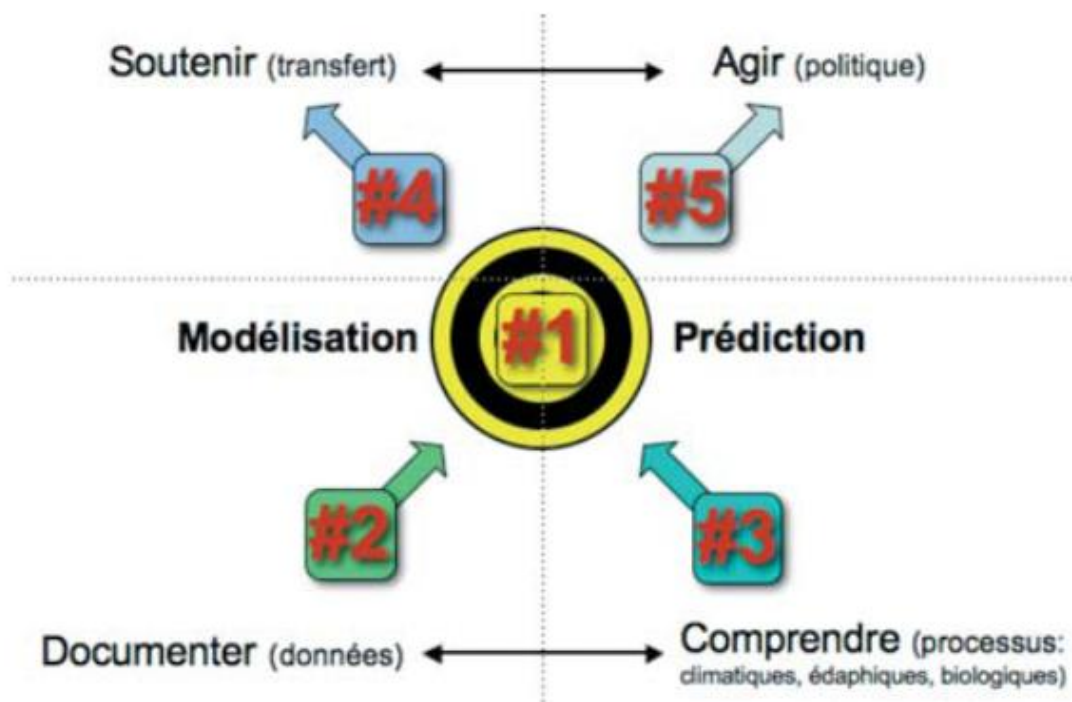 Soutenir (transfert)
Agir (politique)
#4
#5
Modélisation
#1
Prédiction
#2
#3
Documenter (données)
Comprendre (processus:
climatiques, édaphiques, biologiques)